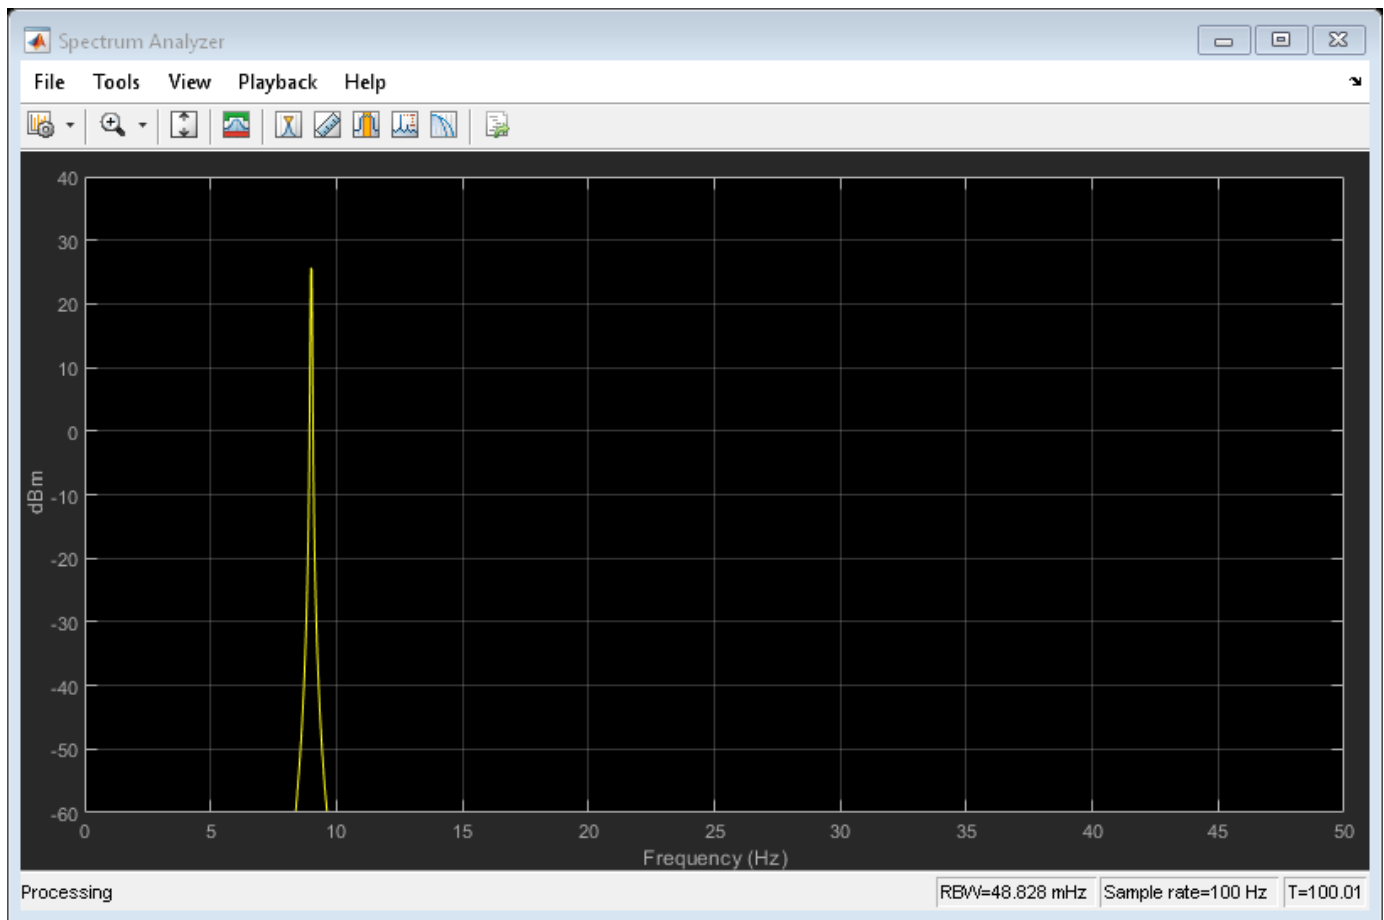 Spectrum Analyzer
File Tools View Playback Help
40
30
20
10
0
-10
-20
-30
-40
-50
-60
dBm
0 5 10 15 20 25 30 35 40 45 50
Frequency (Hz)
Processing RBW=48.828 mHz Sample rate=100 Hz T=100.01